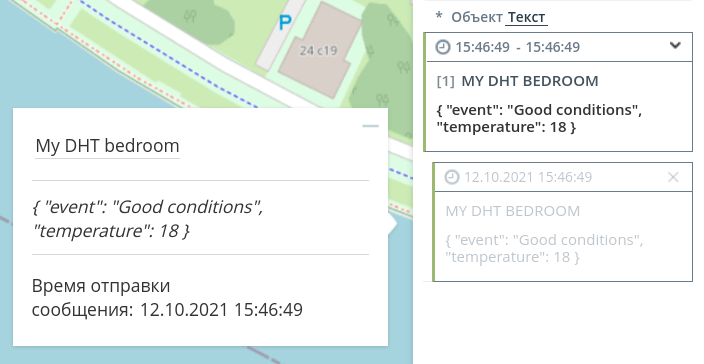 P
24 с19
My DHT bedroom
{ "event": "Good conditions",
"temperature": 18 }
Время отправки
сообщения: 12.10.2021 15:46:49
* Объект Текст
15:46:49 - 15:46:49
[1] MY DHT BEDROOM
{ "event": "Good conditions",
"temperature": 18 }
12.10.2021 15:46:49
MY DHT BEDROOM
{ "event": "Good conditions",
"temperature": 18 }